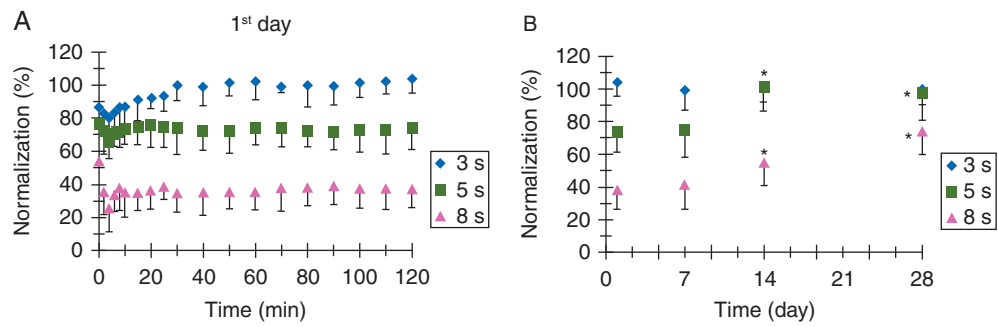 A
1st day
Normalization (%)
120
100
80
60
40
20
0
0 20 40 60 80 100 120
Time (min)
3 s
5 s
8 s
B
Normalization (%)
120
100
80
60
40
20
0
* * * *
0 7 14 21 28
Time (day)
3 s
5 s
8 s